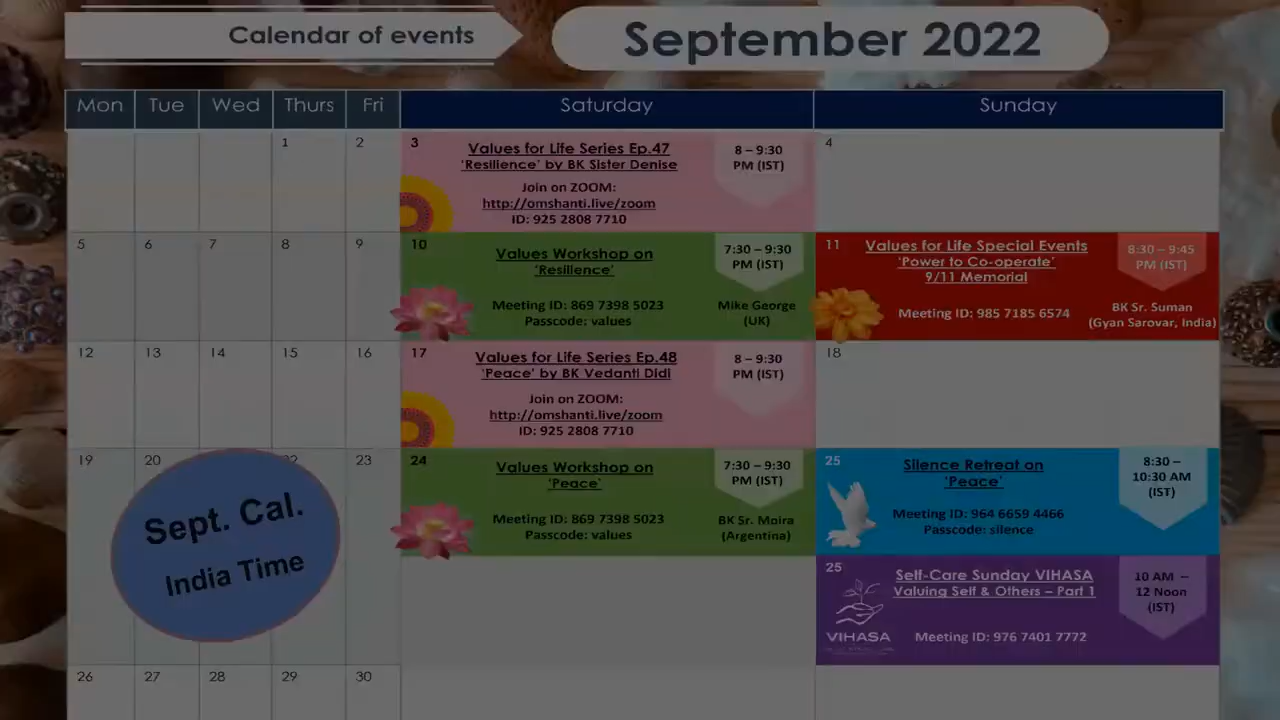 Calendar of events
September 2022
Mon Tue Wed Thurs Fri Saturday Sunday
1 2
3 Values for Life Series Ep.47
'Resilience' by BK Sister Denise
Join on ZOOM:
http://omshanti.live/zoom
ID: 925 2808 7710
8 – 9:30
PM (IST)
4
5 6 7 8 9
10 Values Workshop on
'Resilience'
Meeting ID: 869 7398 5023
Passcode: values
7:30 – 9:30
PM (IST)
Mike George
(UK)
11 Values for Life Special Events
'Power to Co-operate'
9/11 Memorial
Meeting ID: 985 7185 6574
8:30 – 9:45
PM (IST)
BK Sr. Suman
(Gyan Sarovar, India)
12 13 14 15 16
17 Values for Life Series Ep.48
'Peace' by BK Vedanti Didi
Join on ZOOM:
http://omshanti.live/zoom
ID: 925 2808 7710
8 – 9:30
PM (IST)
18
19 20 22 23
Sept. Cal.
India Time
24 Values Workshop on
'Peace'
Meeting ID: 869 7398 5023
Passcode: values
7:30 – 9:30
PM (IST)
BK Sr. Moira
(Argentina)
25 Silence Retreat on
'Peace'
Meeting ID: 964 6659 4466
Passcode: silence
8:30 –
10:30 AM
(IST)
25 Self-Care Sunday VIHASA
Valuing Self & Others – Part 1
VIHASA
Meeting ID: 976 7401 7772
10 AM –
12 Noon
(IST)
26 27 28 29 30